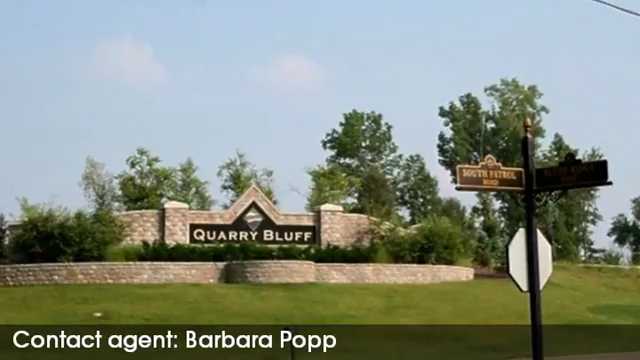 QUARRY BLUFF
SOUTH PATROL
ROAD
Contact agent: Barbara Popp